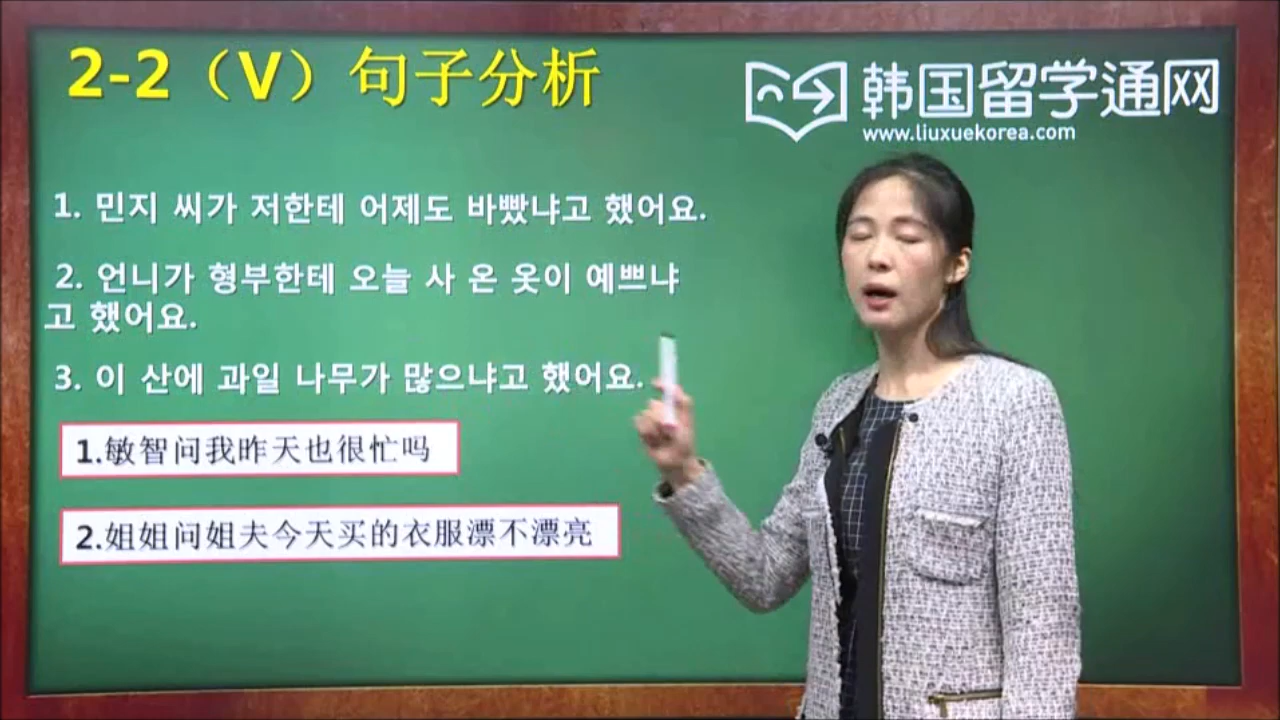 2-2（V）句子分析
韩国留学通网
www.liuxuekorea.com
1. 민지 씨가 저한테 어제도 바빴냐고 했어요.
2. 언니가 형부한테 오늘 사 온 옷이 예쁘냐
고 했어요.
3. 이 산에 과일 나무가 많으냐고 했어요.
1.敏智问我昨天也很忙吗
2.姐姐问姐夫今天买的衣服漂不漂亮